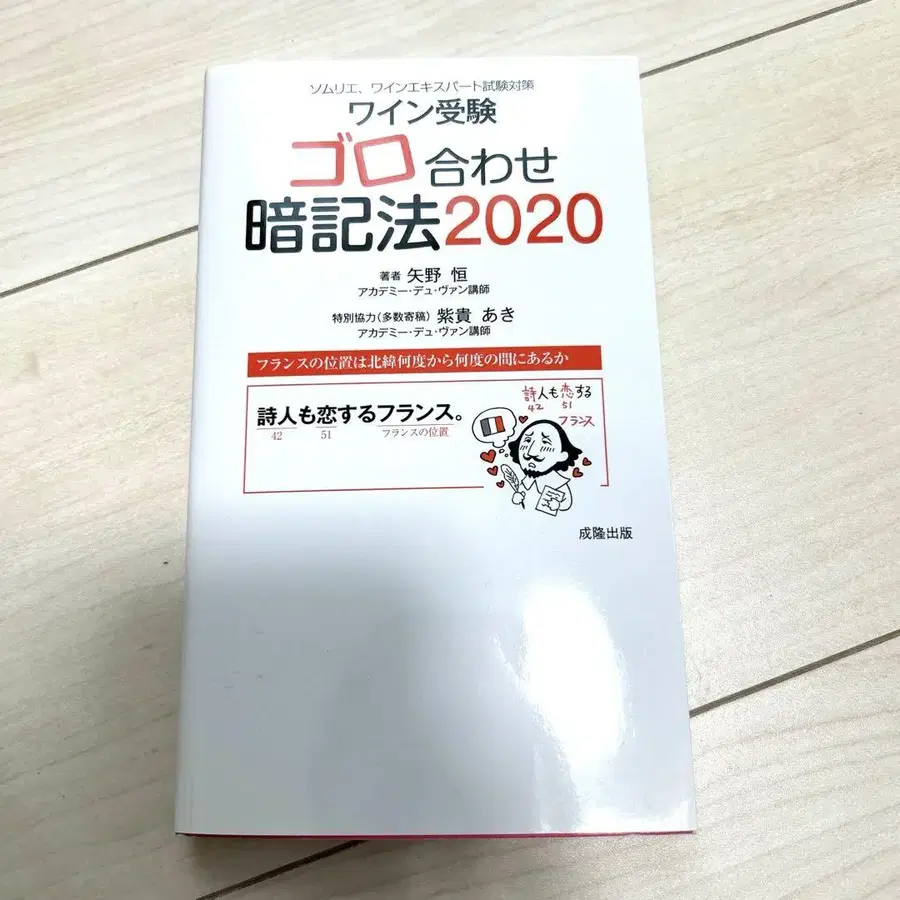 ソムリエ、ワインエキスパート試験対策
ワイン受験
ゴロ合わせ
暗記法2020
著者 矢野 恒
アカデミー・デュ・ヴァン講師
特別協力(多数寄稿) 紫貴 あき
アカデミー・デュ・ヴァン講師
フランスの位置は北緯何度から何度の間にあるか
詩人も恋するフランス。
42 51 フランスの位置
詩人も恋する
42 51
フランス
成隆出版